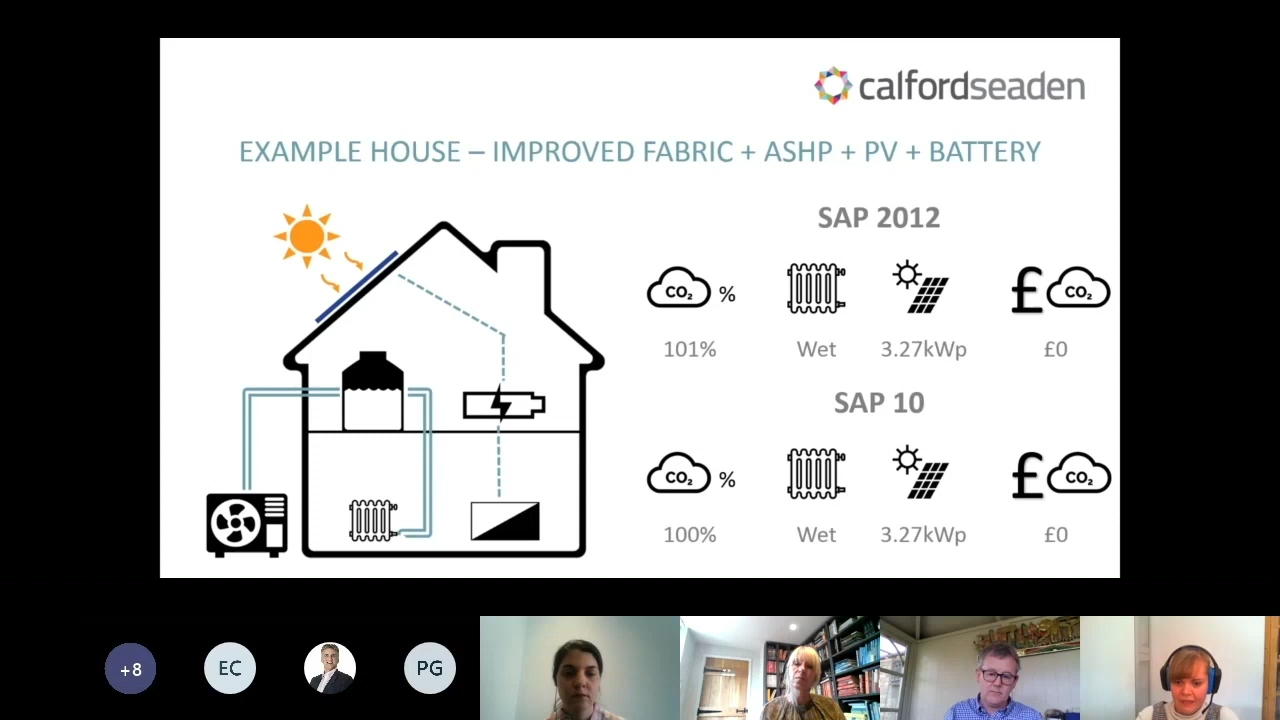 calfordseaden
EXAMPLE HOUSE – IMPROVED FABRIC + ASHP + PV + BATTERY
SAP 2012
CO₂ %
£ CO₂
101% Wet 3.27kWp £0
SAP 10
CO₂ %
£ CO₂
100% Wet 3.27kWp £0
+8 EC PG